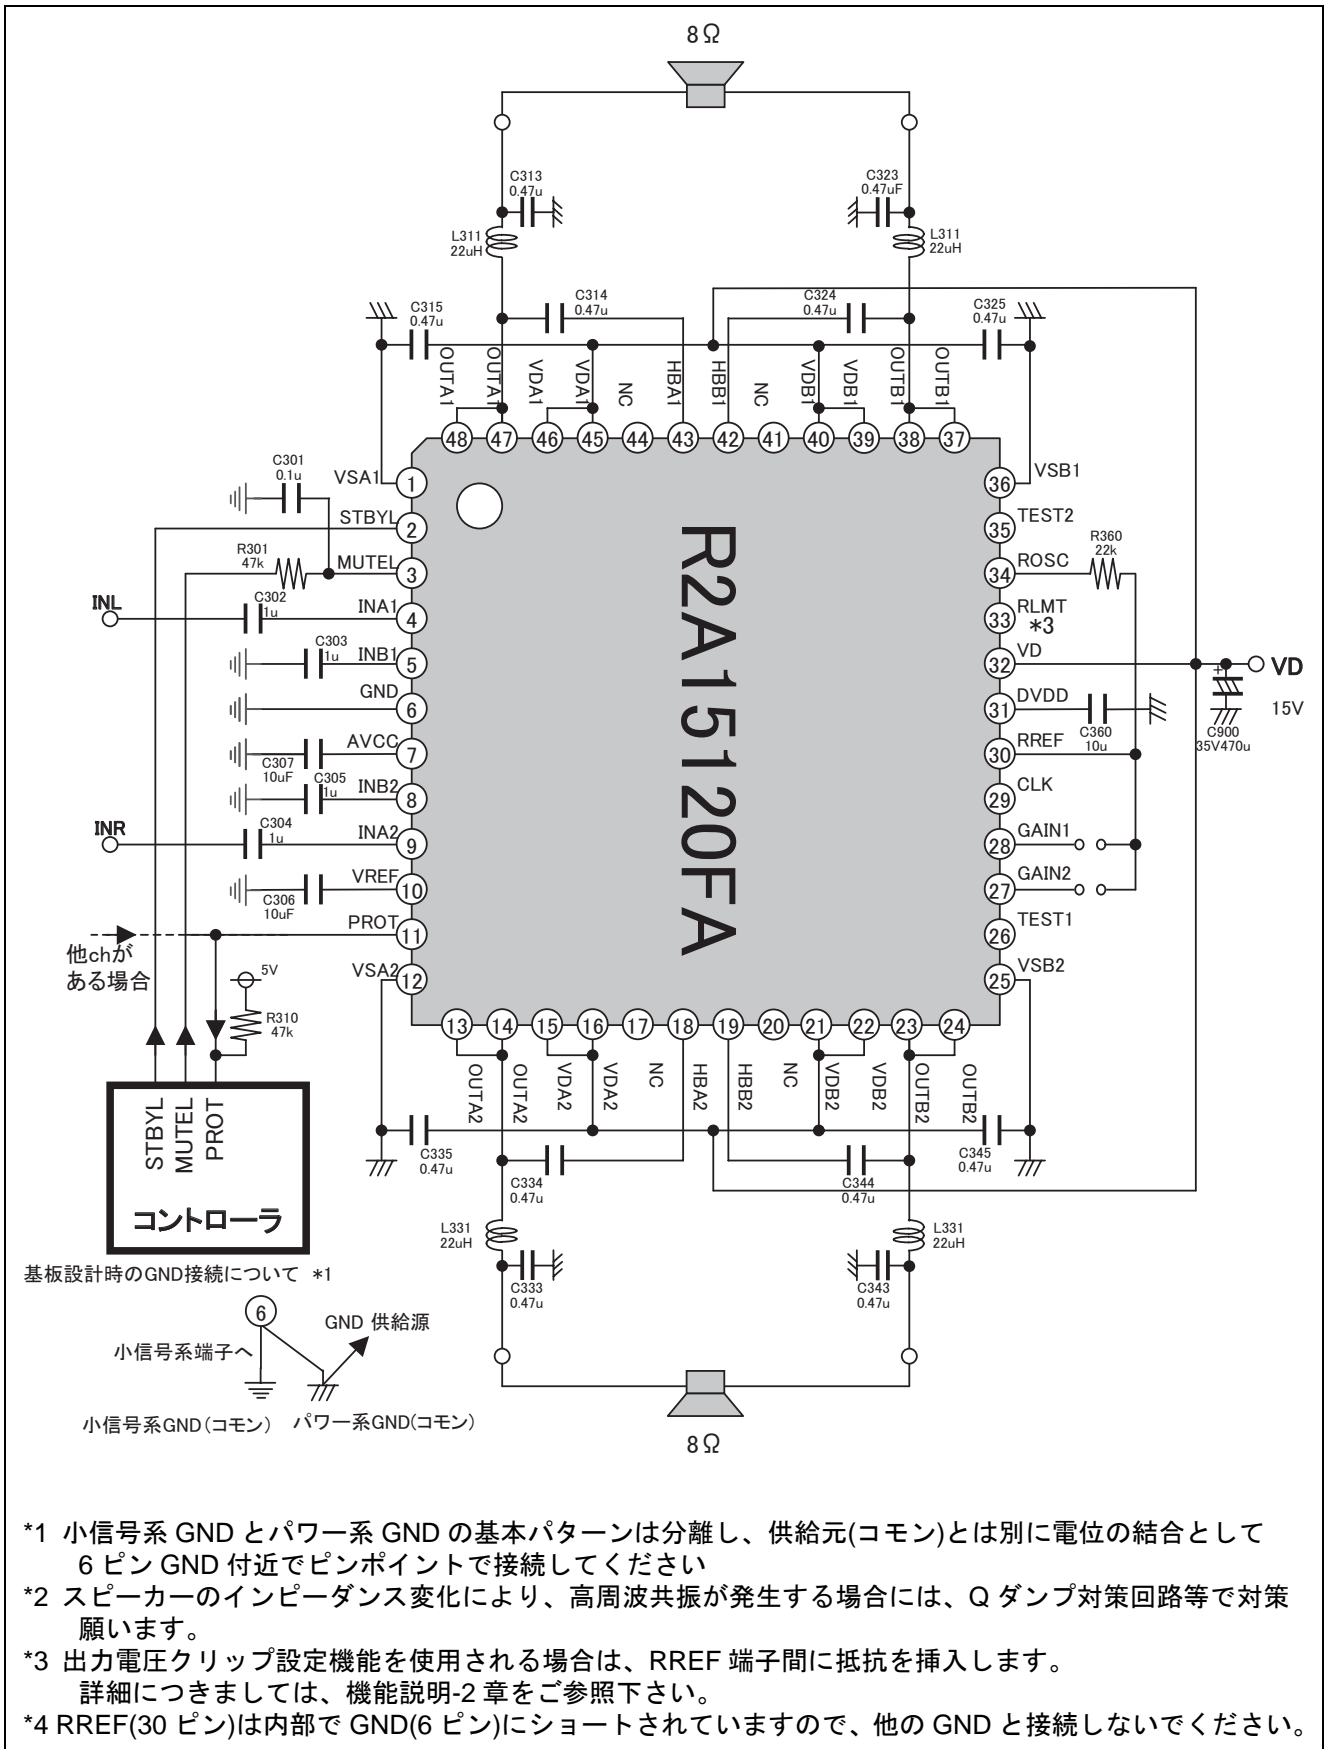 8Ω
C313
0.47u
C323
0.47uF
L311
22uH
L311
22uH
C315
0.47u
C314
0.47u
C324
0.47u
C325
0.47u
OUTA1
OUTA1
VDA1
VDA1
NC
HBA1
HBB1
NC
VDB1
VDB1
OUTB1
OUTB1
48
47
46
45
44
43
42
41
40
39
38
37
C301
0.1u
VSA1
1
STBYL
2
R301
47k
MUTEL
3
INL
C302
1u
INA1
4
C303
1u
INB1
5
GND
6
AVCC
7
C307
10uF
C305
1u
INB2
8
INR
C304
1u
INA2
9
VREF
10
C306
10uF
PROT
11
他chが
ある場合
VSA2
12
5V
R310
47k
R2A15120FA
36
VSB1
35
TEST2
R360
22k
34
ROSC
33
RLMT
*3
32
VD
VD
+
15V
C900
35V470u
31
DVDD
C360
10u
30
RREF
29
CLK
28
GAIN1
27
GAIN2
26
TEST1
25
VSB2
13
14
15
16
17
18
19
20
21
22
23
24
OUTA2
OUTA2
VDA2
VDA2
NC
HBA2
HBB2
NC
VDB2
VDB2
OUTB2
OUTB2
STBYL
MUTEL
PROT
コントローラ
C335
0.47u
C334
0.47u
C344
0.47u
C345
0.47u
L331
22uH
L331
22uH
C333
0.47u
C343
0.47u
8Ω
基板設計時のGND接続について *1
6
GND 供給源
小信号系端子へ
小信号系GND(コモン)
パワー系GND(コモン)
*1 小信号系 GND とパワー系 GND の基本パターンは分離し、供給元(コモン)とは別に電位の結合として
6 ピン GND 付近でピンポイントで接続してください
*2 スピーカーのインピーダンス変化により、高周波共振が発生する場合には、Q ダンプ対策回路等で対策
願います。
*3 出力電圧クリップ設定機能を使用される場合は、RREF 端子間に抵抗を挿入します。
詳細につきましては、機能説明-2 章をご参照下さい。
*4 RREF(30 ピン)は内部で GND(6 ピン)にショートされていますので、他の GND と接続しないでください。